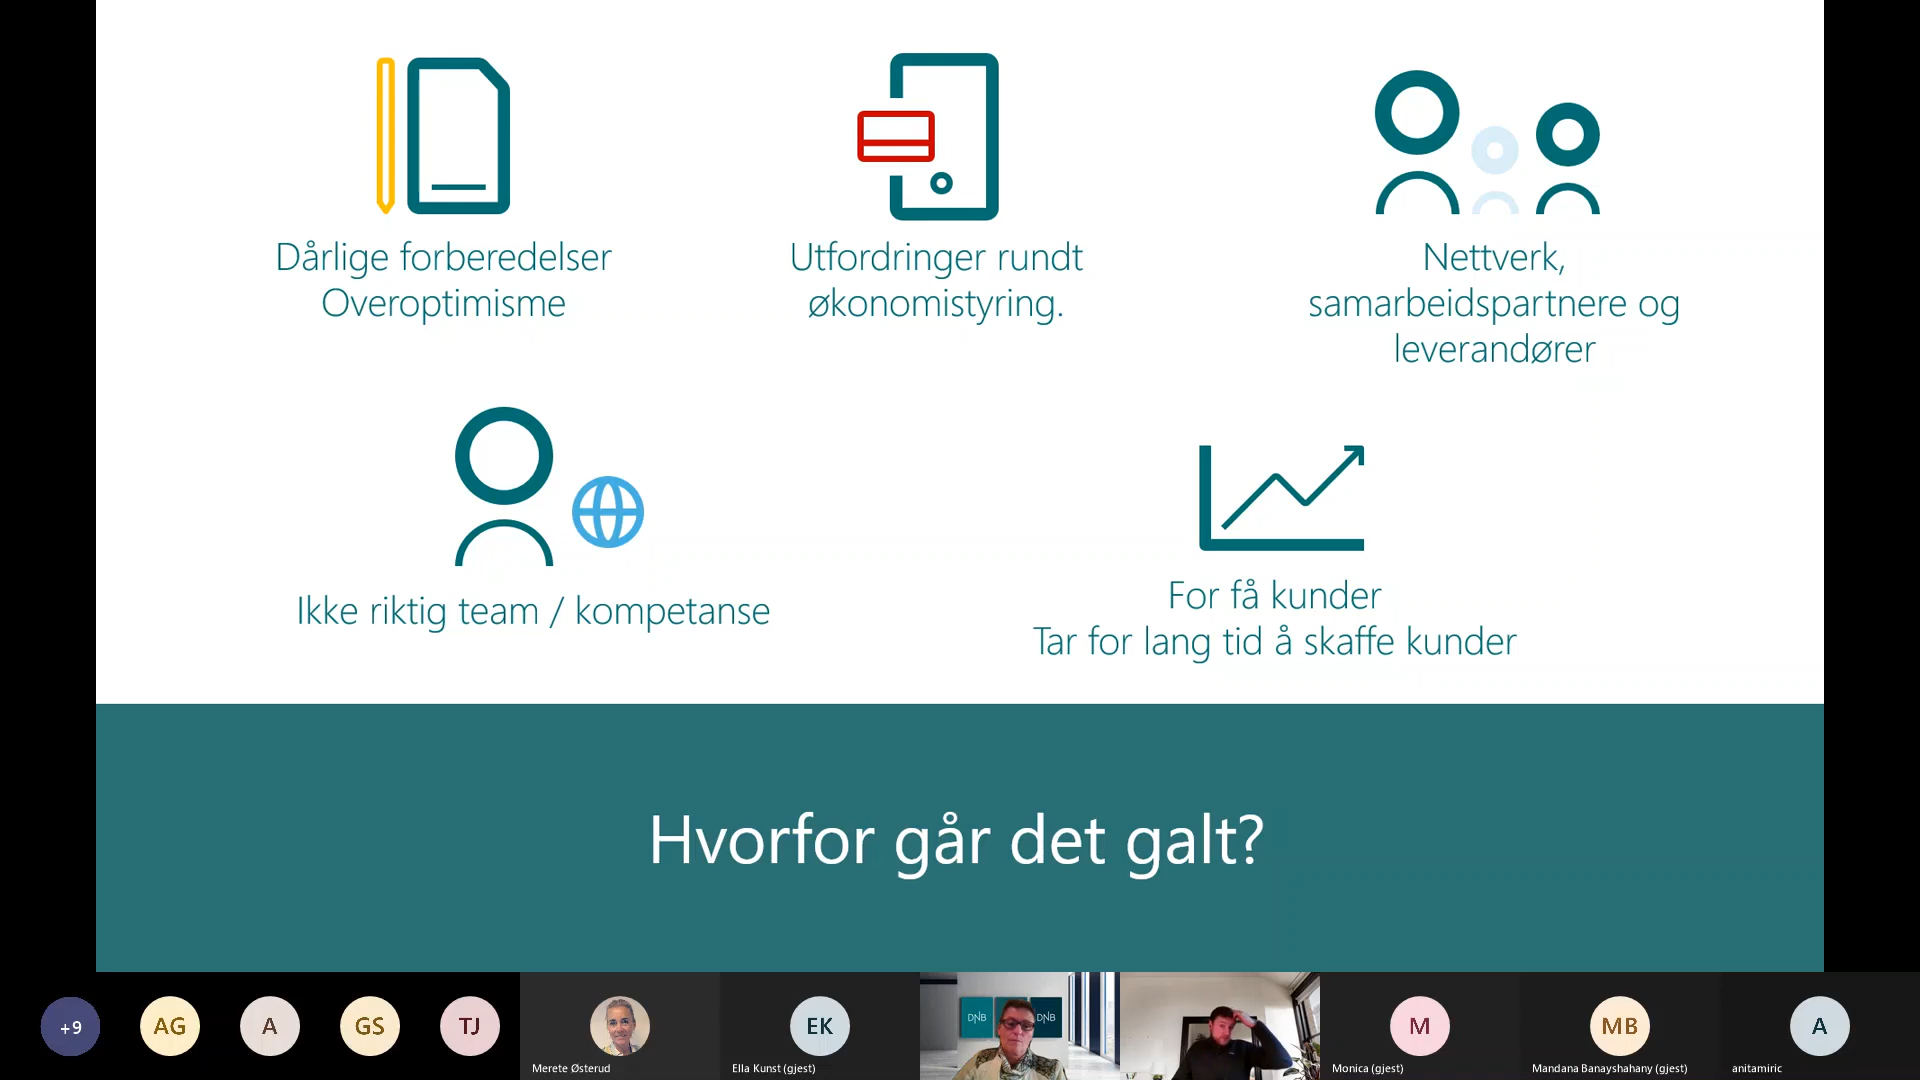 Dårlige forberedelser
Overoptimisme
Utfordringer rundt
økonomistyring.
Nettverk,
samarbeidspartnere og
leverandører
Ikke riktig team / kompetanse
For få kunder
Tar for lang tid å skaffe kunder
Hvorfor går det galt?
+9
AG
A
GS
TJ
Merete Østerud
EK
Ella Kunst (gjest)
DNB
DNB
M
Monica (gjest)
MB
Mandana Banayshahany (gjest)
A
anitamiric